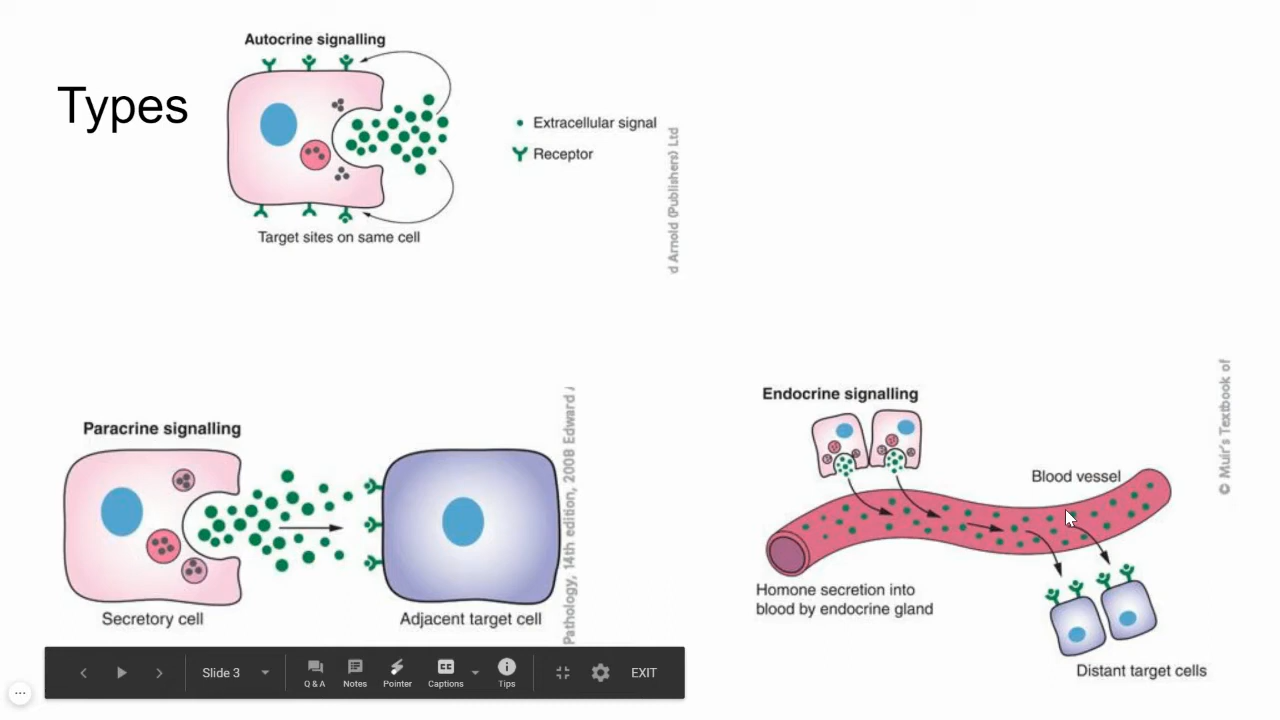 Types
Autocrine signalling
Extracellular signal
Receptor
Target sites on same cell
d Arnold (Publishers) Ltd
Paracrine signalling
Secretory cell
Adjacent target cell
Pathology, 14th edition, 2008 Edward
Endocrine signalling
Blood vessel
Homone secretion into
blood by endocrine gland
Distant target cells
© Muir's Textbook of
Slide 3
Q & A
Notes
Pointer
CC
Captions
Tips
EXIT